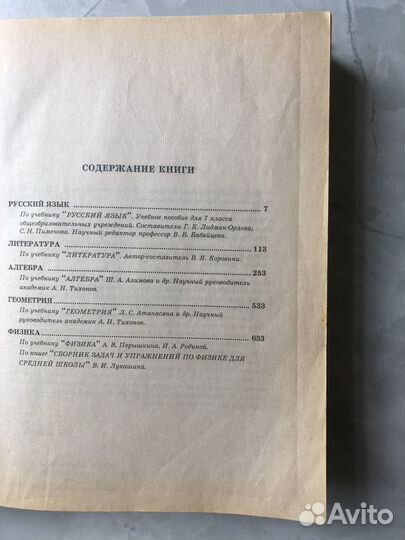 СОДЕРЖАНИЕ КНИГИ
РУССКИЙ ЯЗЫК ........ 7
По учебнику "РУССКИЙ ЯЗЫК". Учебное пособие для 7 класса
общеобразовательных учреждений. Составители Г. К. Лидман-Орлова,
С. Н. Пименова. Научный редактор профессор В. В. Бабайцева.
ЛИТЕРАТУРА ........ 113
По учебнику "ЛИТЕРАТУРА". Автор-составитель В. Я. Коровина.
АЛГЕБРА ........ 253
По учебнику "АЛГЕБРА" Ш. А. Алимова и др. Научный руководитель
академик А. Н. Тихонов.
ГЕОМЕТРИЯ ........ 533
По учебнику "ГЕОМЕТРИЯ" Л. С. Атанасяна и др. Научный
руководитель академик А. Н. Тихонов.
ФИЗИКА ........ 633
По учебнику "ФИЗИКА" А. В. Перышкина, И. А. Родиной.
По книге "СБОРНИК ЗАДАЧ И УПРАЖНЕНИЙ ПО ФИЗИКЕ ДЛЯ
СРЕДНЕЙ ШКОЛЫ" В. И. Лукашика.
Avito